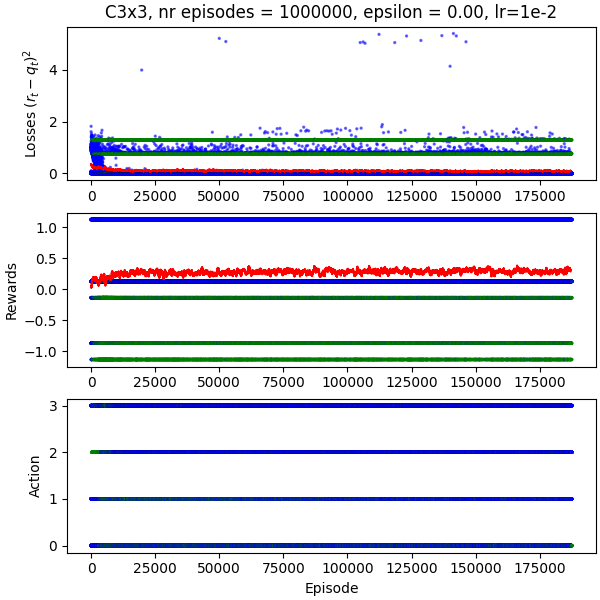 C3x3, nr episodes = 1000000, epsilon = 0.00, lr=1e-2
Losses (r_t − q_t)²
4
2
0
0 25000 50000 75000 100000 125000 150000 175000
Rewards
1.0
0.5
0.0
−0.5
−1.0
0 25000 50000 75000 100000 125000 150000 175000
Action
3
2
1
0
0 25000 50000 75000 100000 125000 150000 175000
Episode